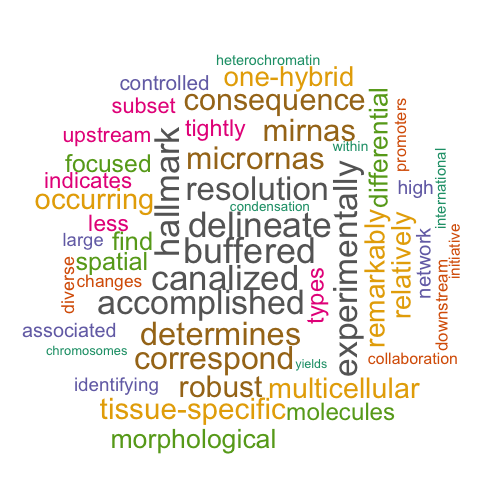 heterochromatin
controlled
one-hybrid
subset
consequence
upstream
tightly
mirnas
promoters
within
focused
hallmark
micrornas
differential
international
indicates
resolution
experimentally
high
occurring
condensation
less
delineate
remarkably
relatively
network
initiative
large
find
buffered
downstream
spatial
diverse
changes
canalized
types
accomplished
associated
determines
chromosomes
correspond
yields
collaboration
identifying
robust
multicellular
tissue-specific
molecules
morphological